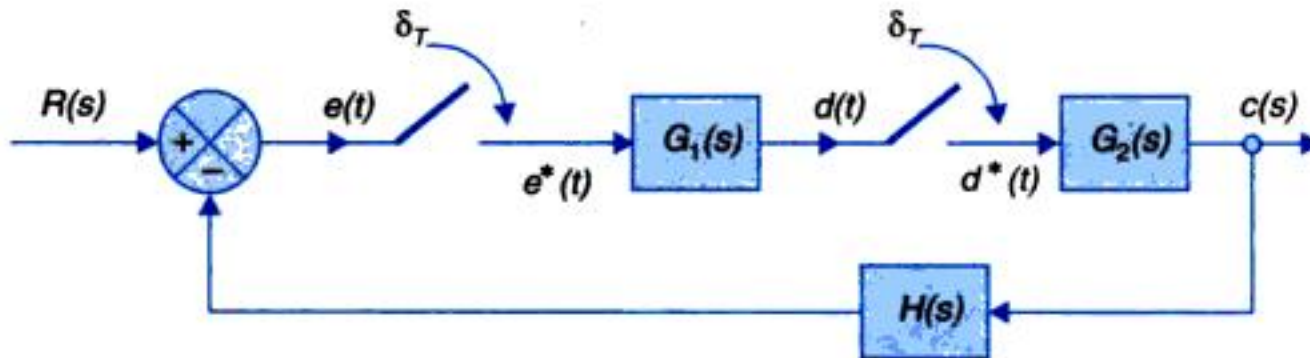 δT δT
R(s) e(t) G1(s) d(t) G2(s) c(s)
+
−
e*(t) d*(t)
H(s)